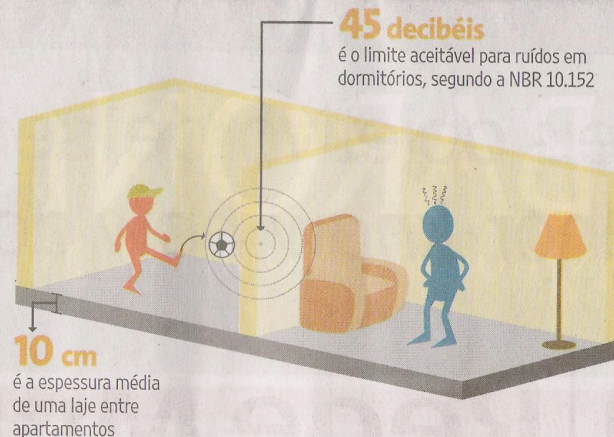 45 decibéis
é o limite aceitável para ruídos em
dormitórios, segundo a NBR 10.152
10 cm
é a espessura média
de uma laje entre
apartamentos